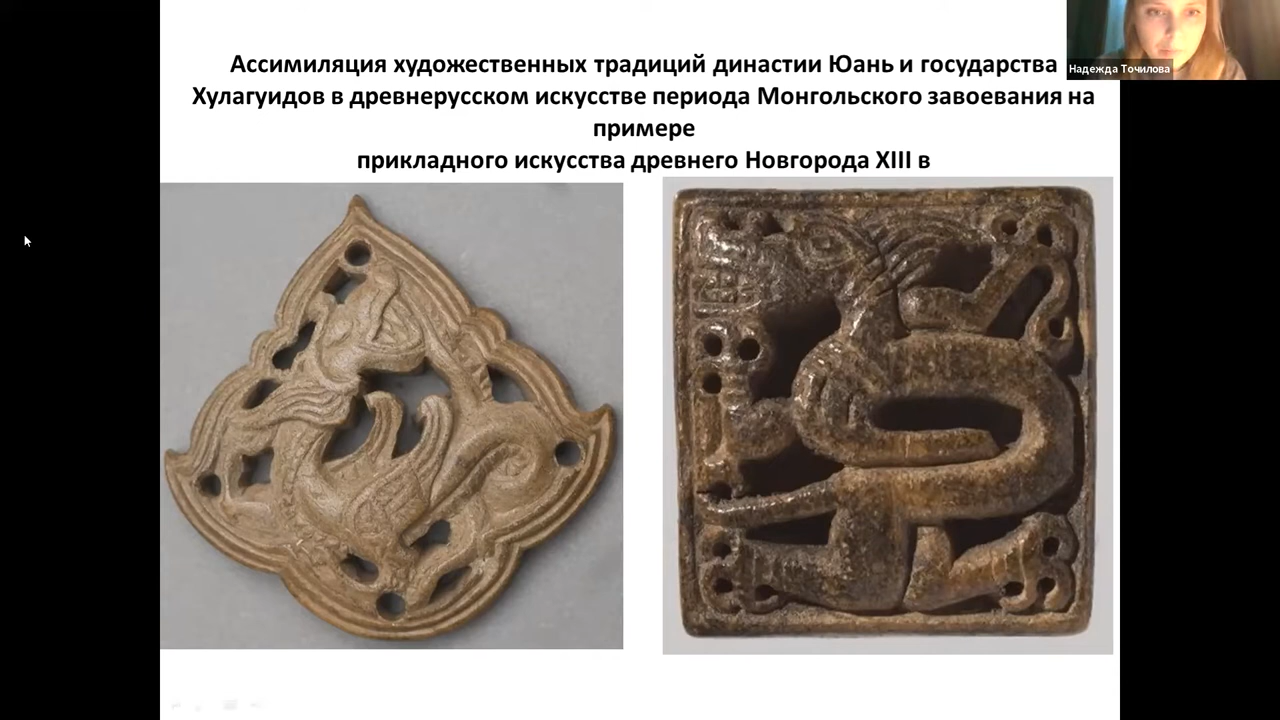 Ассимиляция художественных традиций династии Юань и государства
Хулагуидов в древнерусском искусстве периода Монгольского завоевания на
примере
прикладного искусства древнего Новгорода XIII в
Надежда Точилова